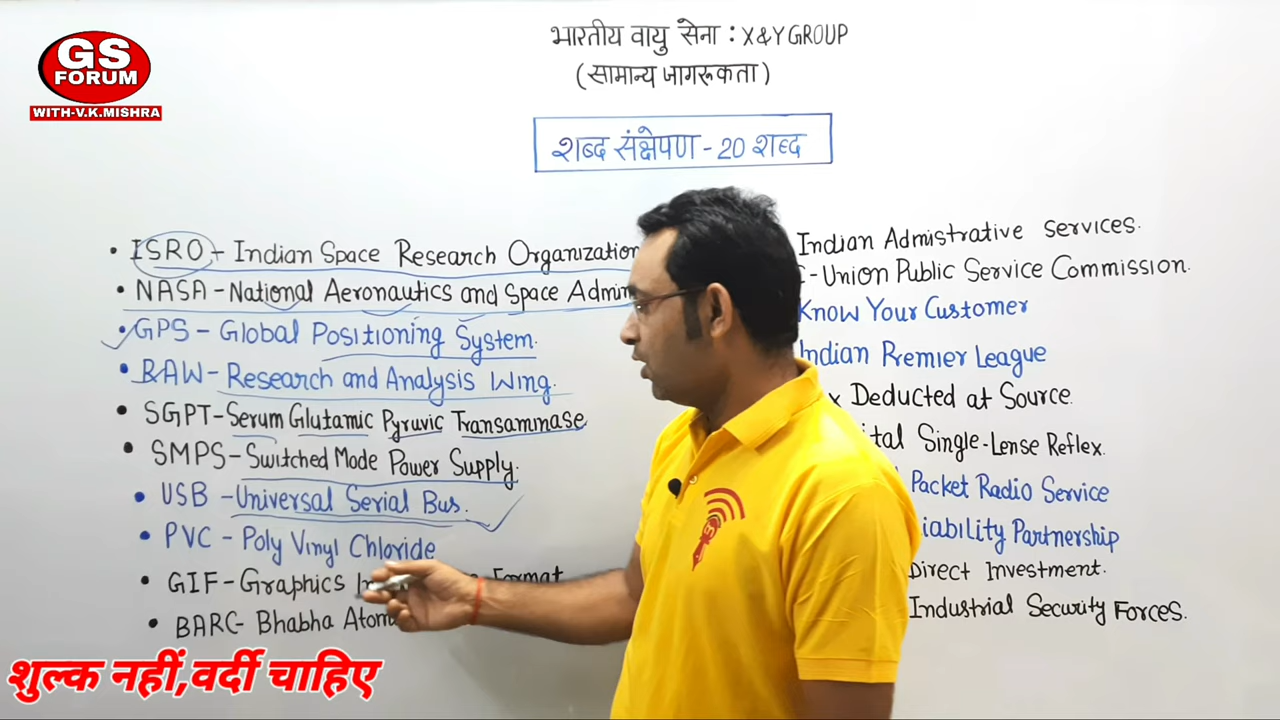 GS
FORUM
WITH-V.K.MISHRA
भारतीय वायु सेना : X&Y GROUP
(सामान्य जागरूकता)
शब्द संक्षेपण - 20 शब्द
• ISRO - Indian Space Research Organization
• NASA - National Aeronautics and Space Admin
• GPS - Global Positioning System.
• RAW - Research and Analysis Wing.
• SGPT - Serum Glutamic Pyruvic Transammase.
• SMPS - Switched Mode Power Supply.
• USB - Universal Serial Bus.
• PVC - Poly Vinyl Chloride
• GIF - Graphics In Format
• BARC - Bhabha Atom
Indian Admistrative Services.
- Union Public Service Commission.
Know Your Customer
Indian Premier League
x Deducted at Source.
ital Single-Lense Reflex.
Packet Radio Service
iability Partnership
Direct Investment.
Industrial Security Forces.
शुल्क नहीं,वर्दी चाहिए